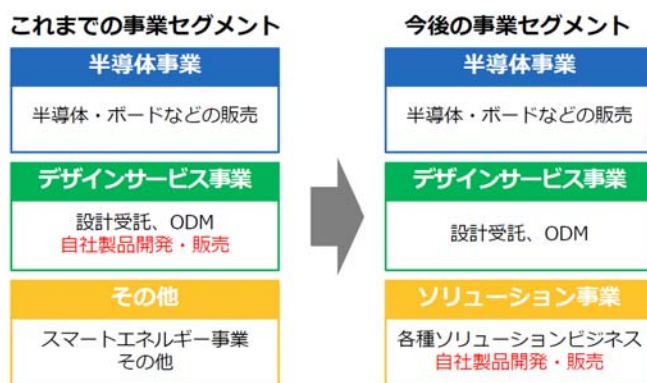 これまでの事業セグメント
半導体事業
半導体・ボードなどの販売
デザインサービス事業
設計受託、ODM
自社製品開発・販売
その他
スマートエネルギー事業
その他
今後の事業セグメント
半導体事業
半導体・ボードなどの販売
デザインサービス事業
設計受託、ODM
ソリューション事業
各種ソリューションビジネス
自社製品開発・販売